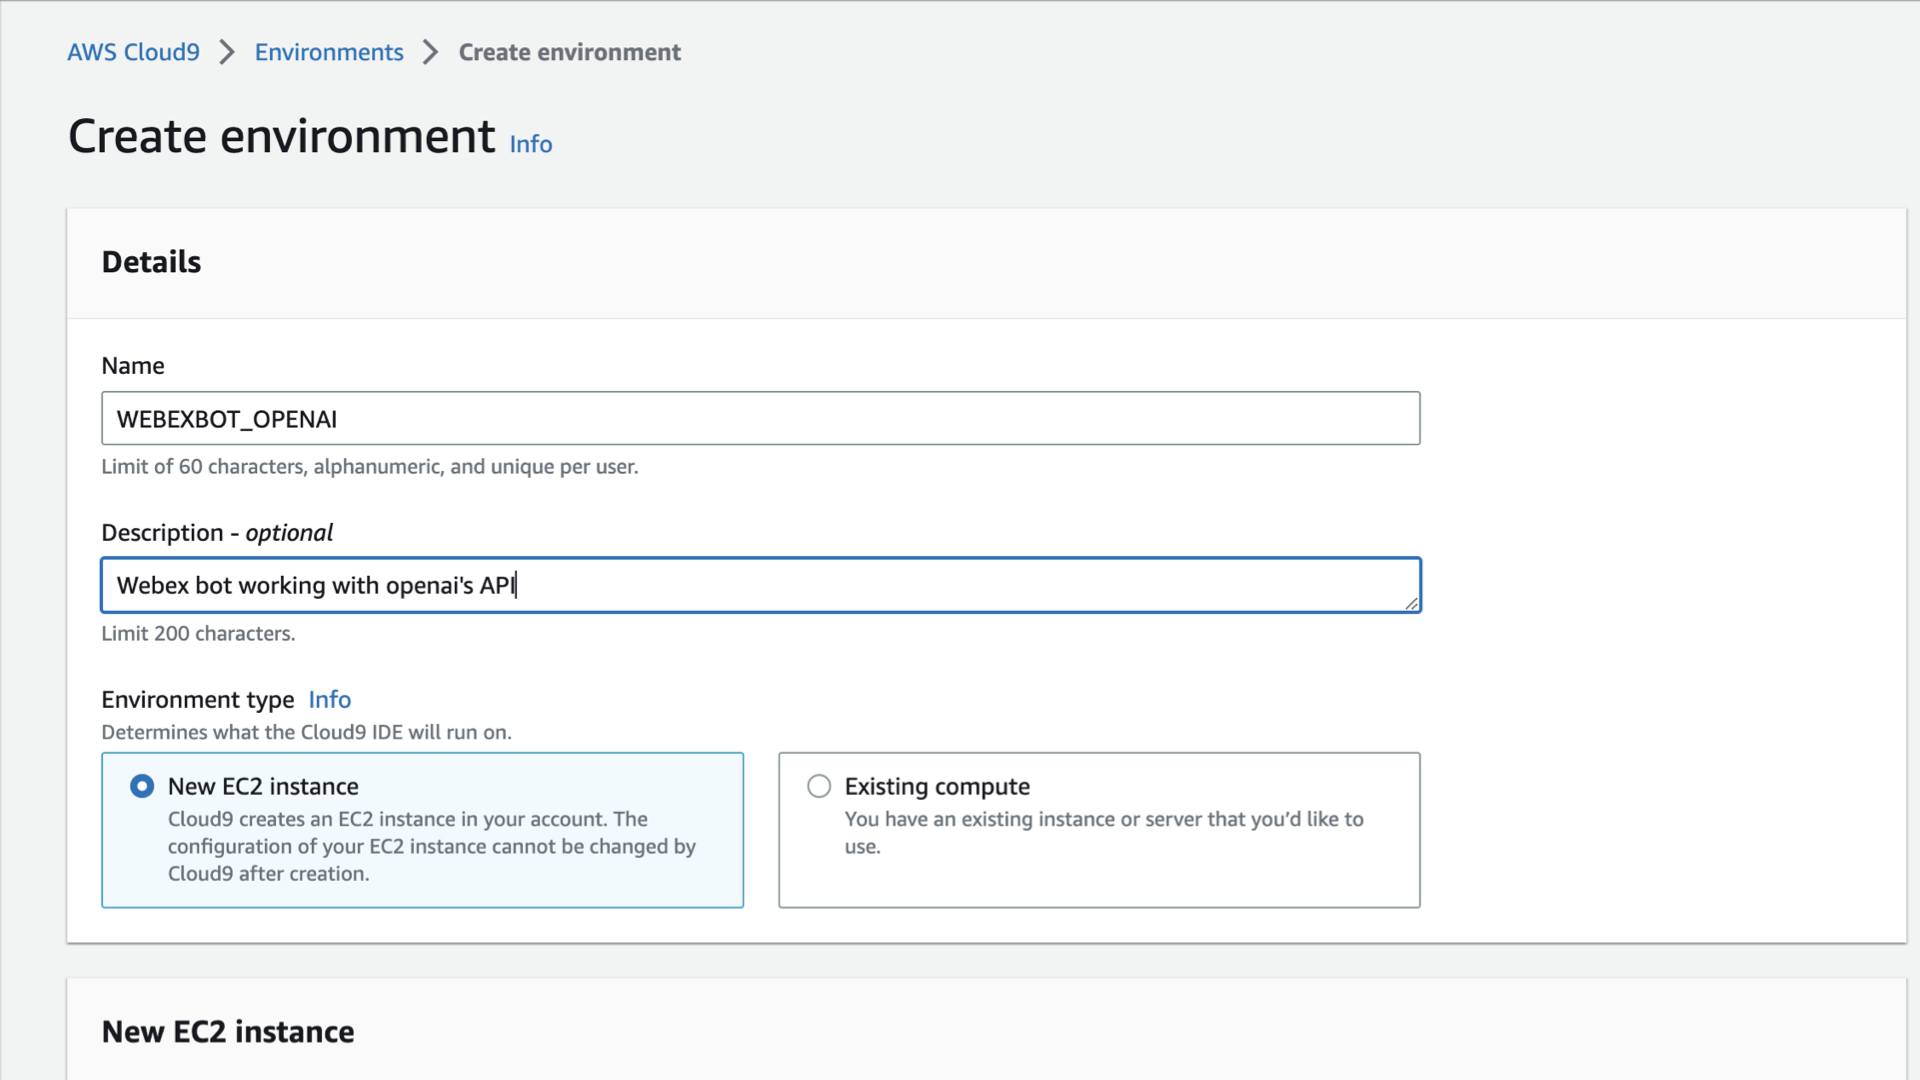 AWS Cloud9 > Environments > Create environment
Create environment Info
Details
Name
WEBEXBOT_OPENAI
Limit of 60 characters, alphanumeric, and unique per user.
Description - optional
Webex bot working with openai's API
Limit 200 characters.
Environment type Info
Determines what the Cloud9 IDE will run on.
New EC2 instance
Cloud9 creates an EC2 instance in your account. The
configuration of your EC2 instance cannot be changed by
Cloud9 after creation.
Existing compute
You have an existing instance or server that you’d like to
use.
New EC2 instance